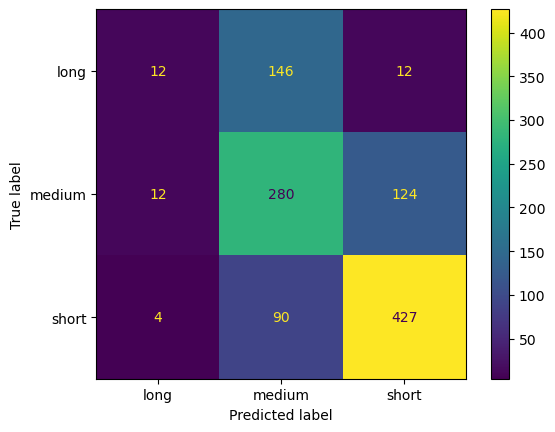 long 12 146 12
medium 12 280 124
short 4 90 427
long medium short
Predicted label
True label
400
350
300
250
200
150
100
50